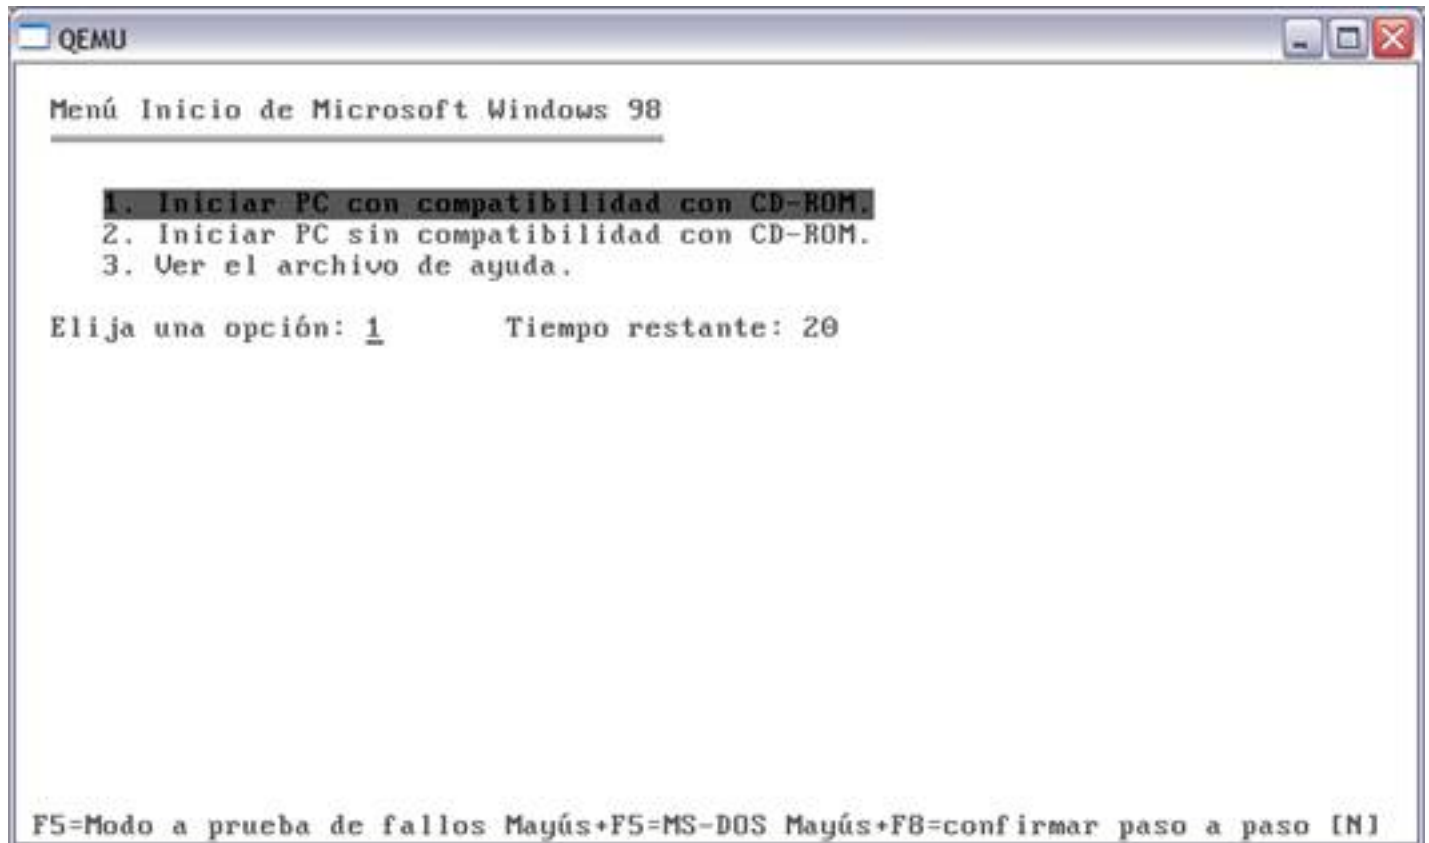 QEMU
Menú Inicio de Microsoft Windows 98
1. Iniciar PC con compatibilidad con CD-ROM.
2. Iniciar PC sin compatibilidad con CD-ROM.
3. Ver el archivo de ayuda.
Elija una opción: 1 Tiempo restante: 20
F5=Modo a prueba de fallos Mayús+F5=MS-DOS Mayús+F8=confirmar paso a paso [N]